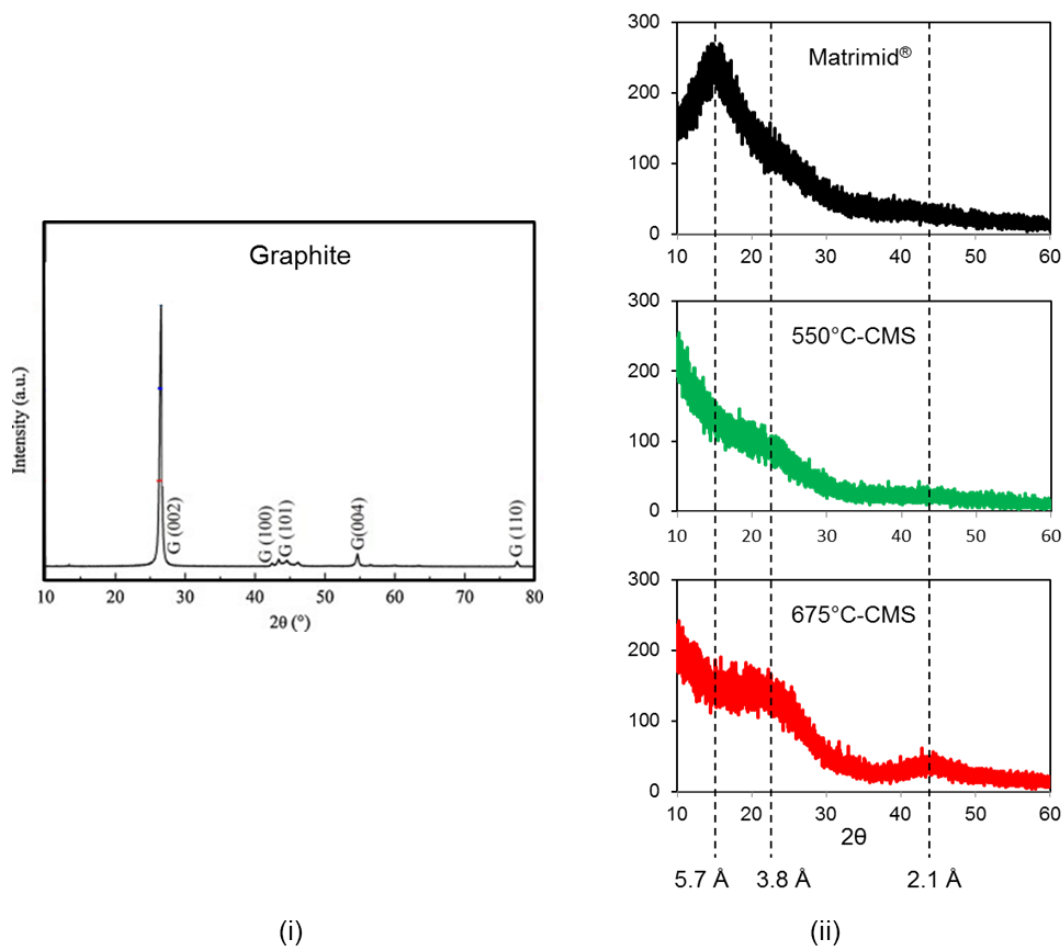 Graphite
Intensity (a.u.)
G (002)
G (100)
G (101)
G(004)
G (110)
10 20 30 40 50 60 70 80
2θ (°)
(i)
Matrimid®
300
200
100
0
10 20 30 40 50 60
550°C-CMS
300
200
100
0
10 20 30 40 50 60
675°C-CMS
300
200
100
0
10 20 30 40 50 60
2θ
5.7 Å 3.8 Å 2.1 Å
(ii)